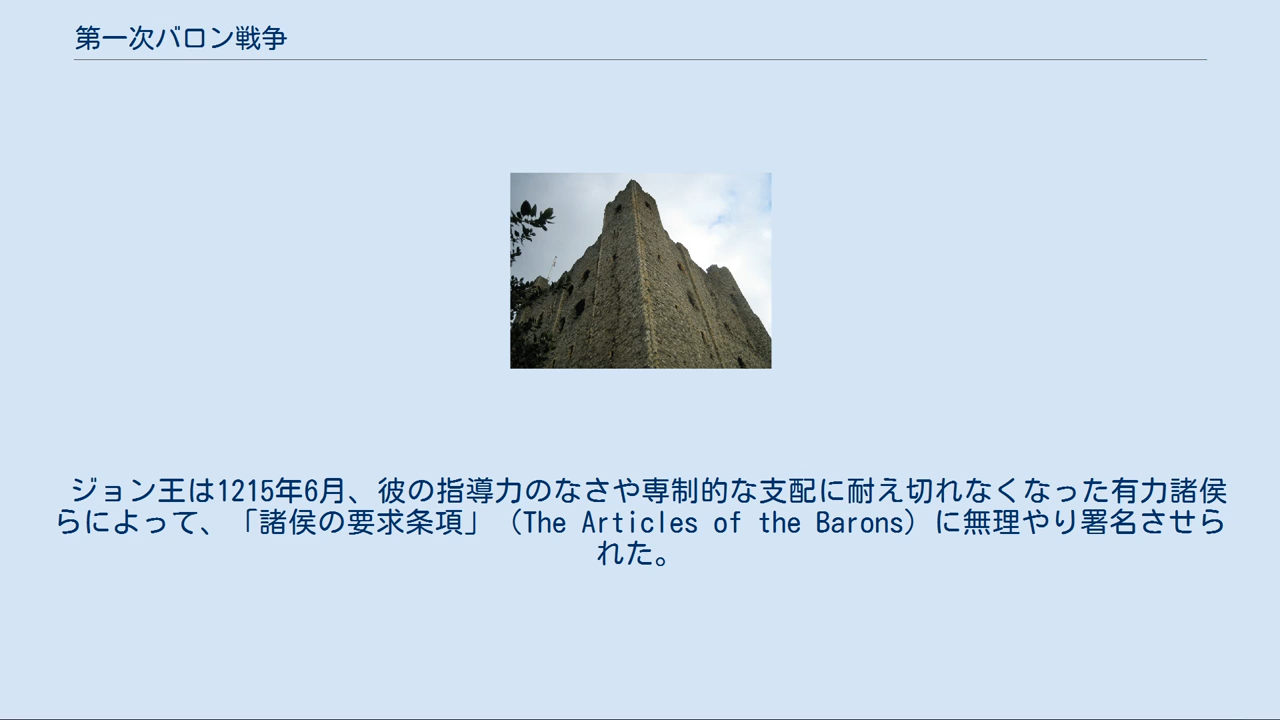 第一次バロン戦争
ジョン王は1215年6月、彼の指導力のなさや専制的な支配に耐え切れなくなった有力諸侯
らによって、「諸侯の要求条項」（The Articles of the Barons）に無理やり署名させら
れた。